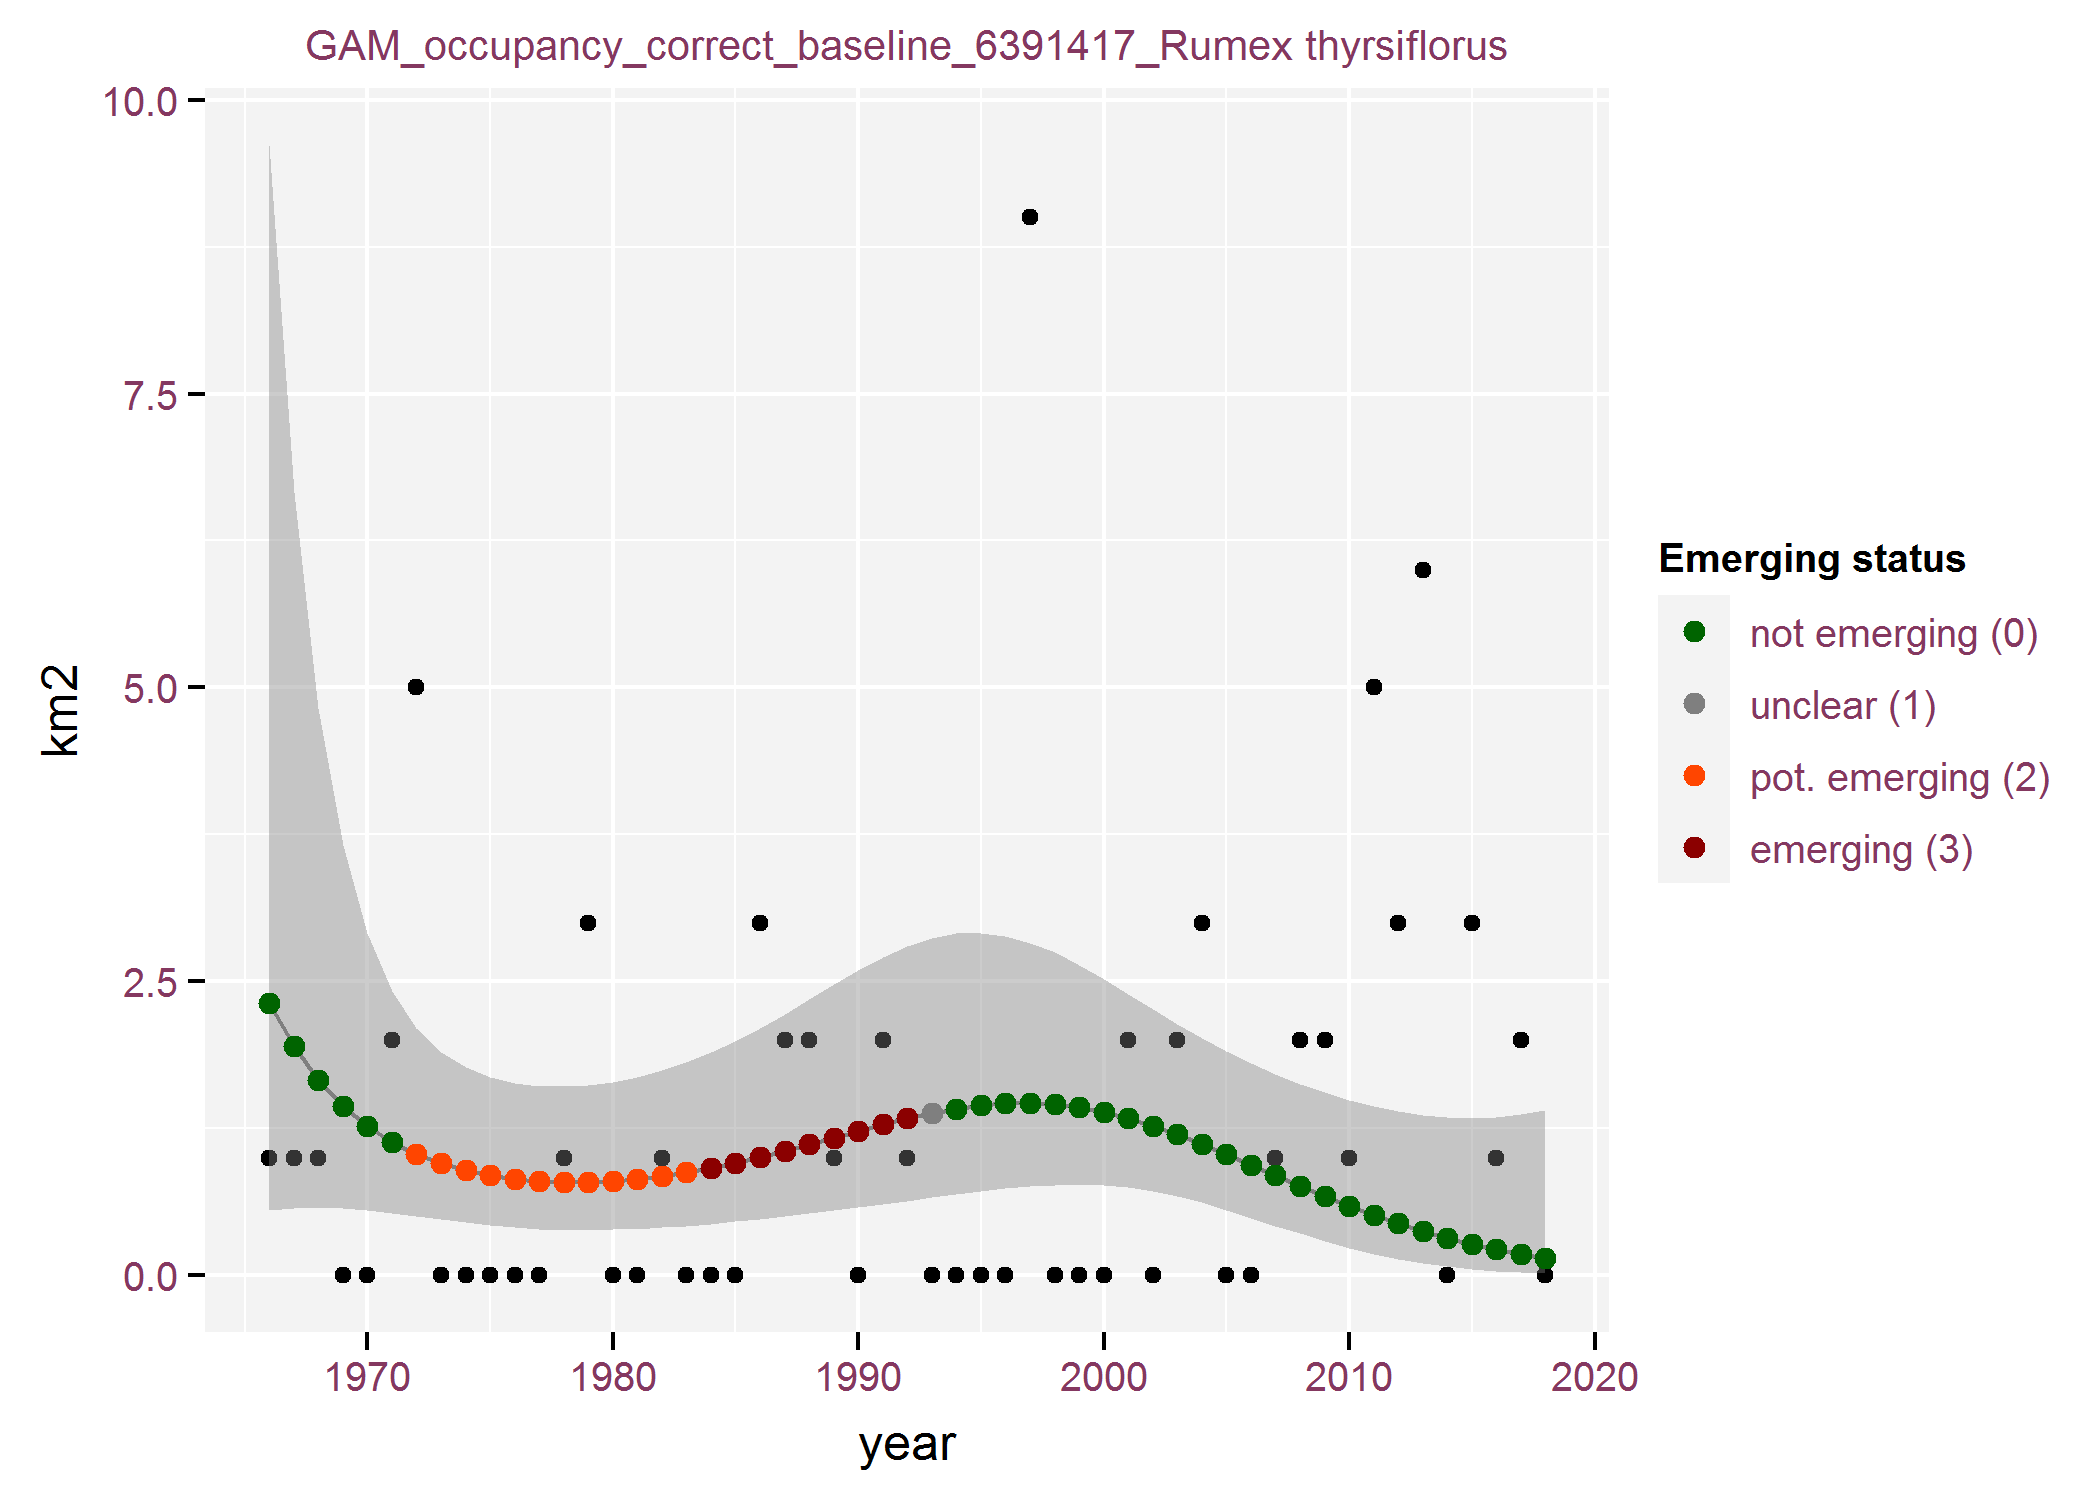 GAM_occupancy_correct_baseline_6391417_Rumex thyrsiflorus
10.0
7.5
5.0
2.5
0.0
km2
1970 1980 1990 2000 2010 2020
year
Emerging status
not emerging (0)
unclear (1)
pot. emerging (2)
emerging (3)